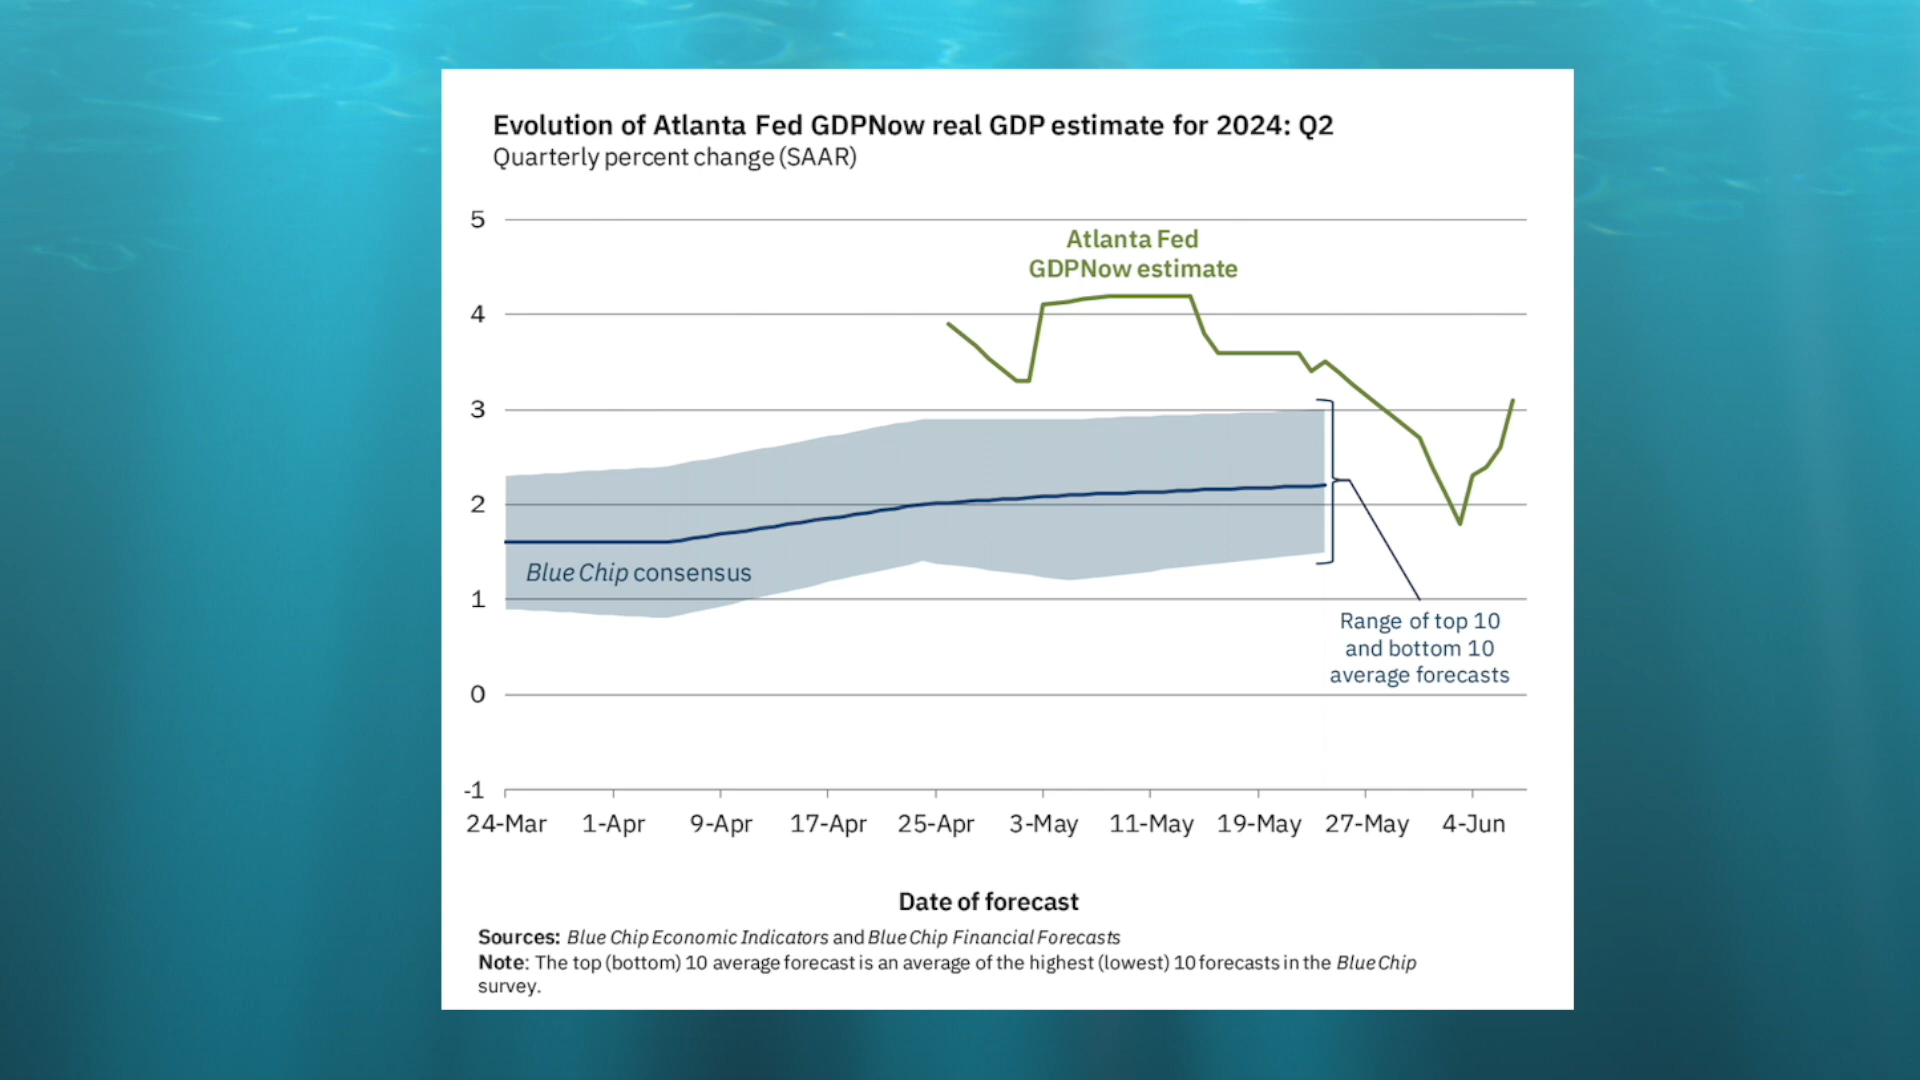 Evolution of Atlanta Fed GDPNow real GDP estimate for 2024: Q2
Quarterly percent change (SAAR)
5
4
3
2
1
0
-1
Atlanta Fed
GDPNow estimate
Blue Chip consensus
Range of top 10
and bottom 10
average forecasts
24-Mar 1-Apr 9-Apr 17-Apr 25-Apr 3-May 11-May 19-May 27-May 4-Jun
Date of forecast
Sources: Blue Chip Economic Indicators and Blue Chip Financial Forecasts
Note: The top (bottom) 10 average forecast is an average of the highest (lowest) 10 forecasts in the Blue Chip
survey.